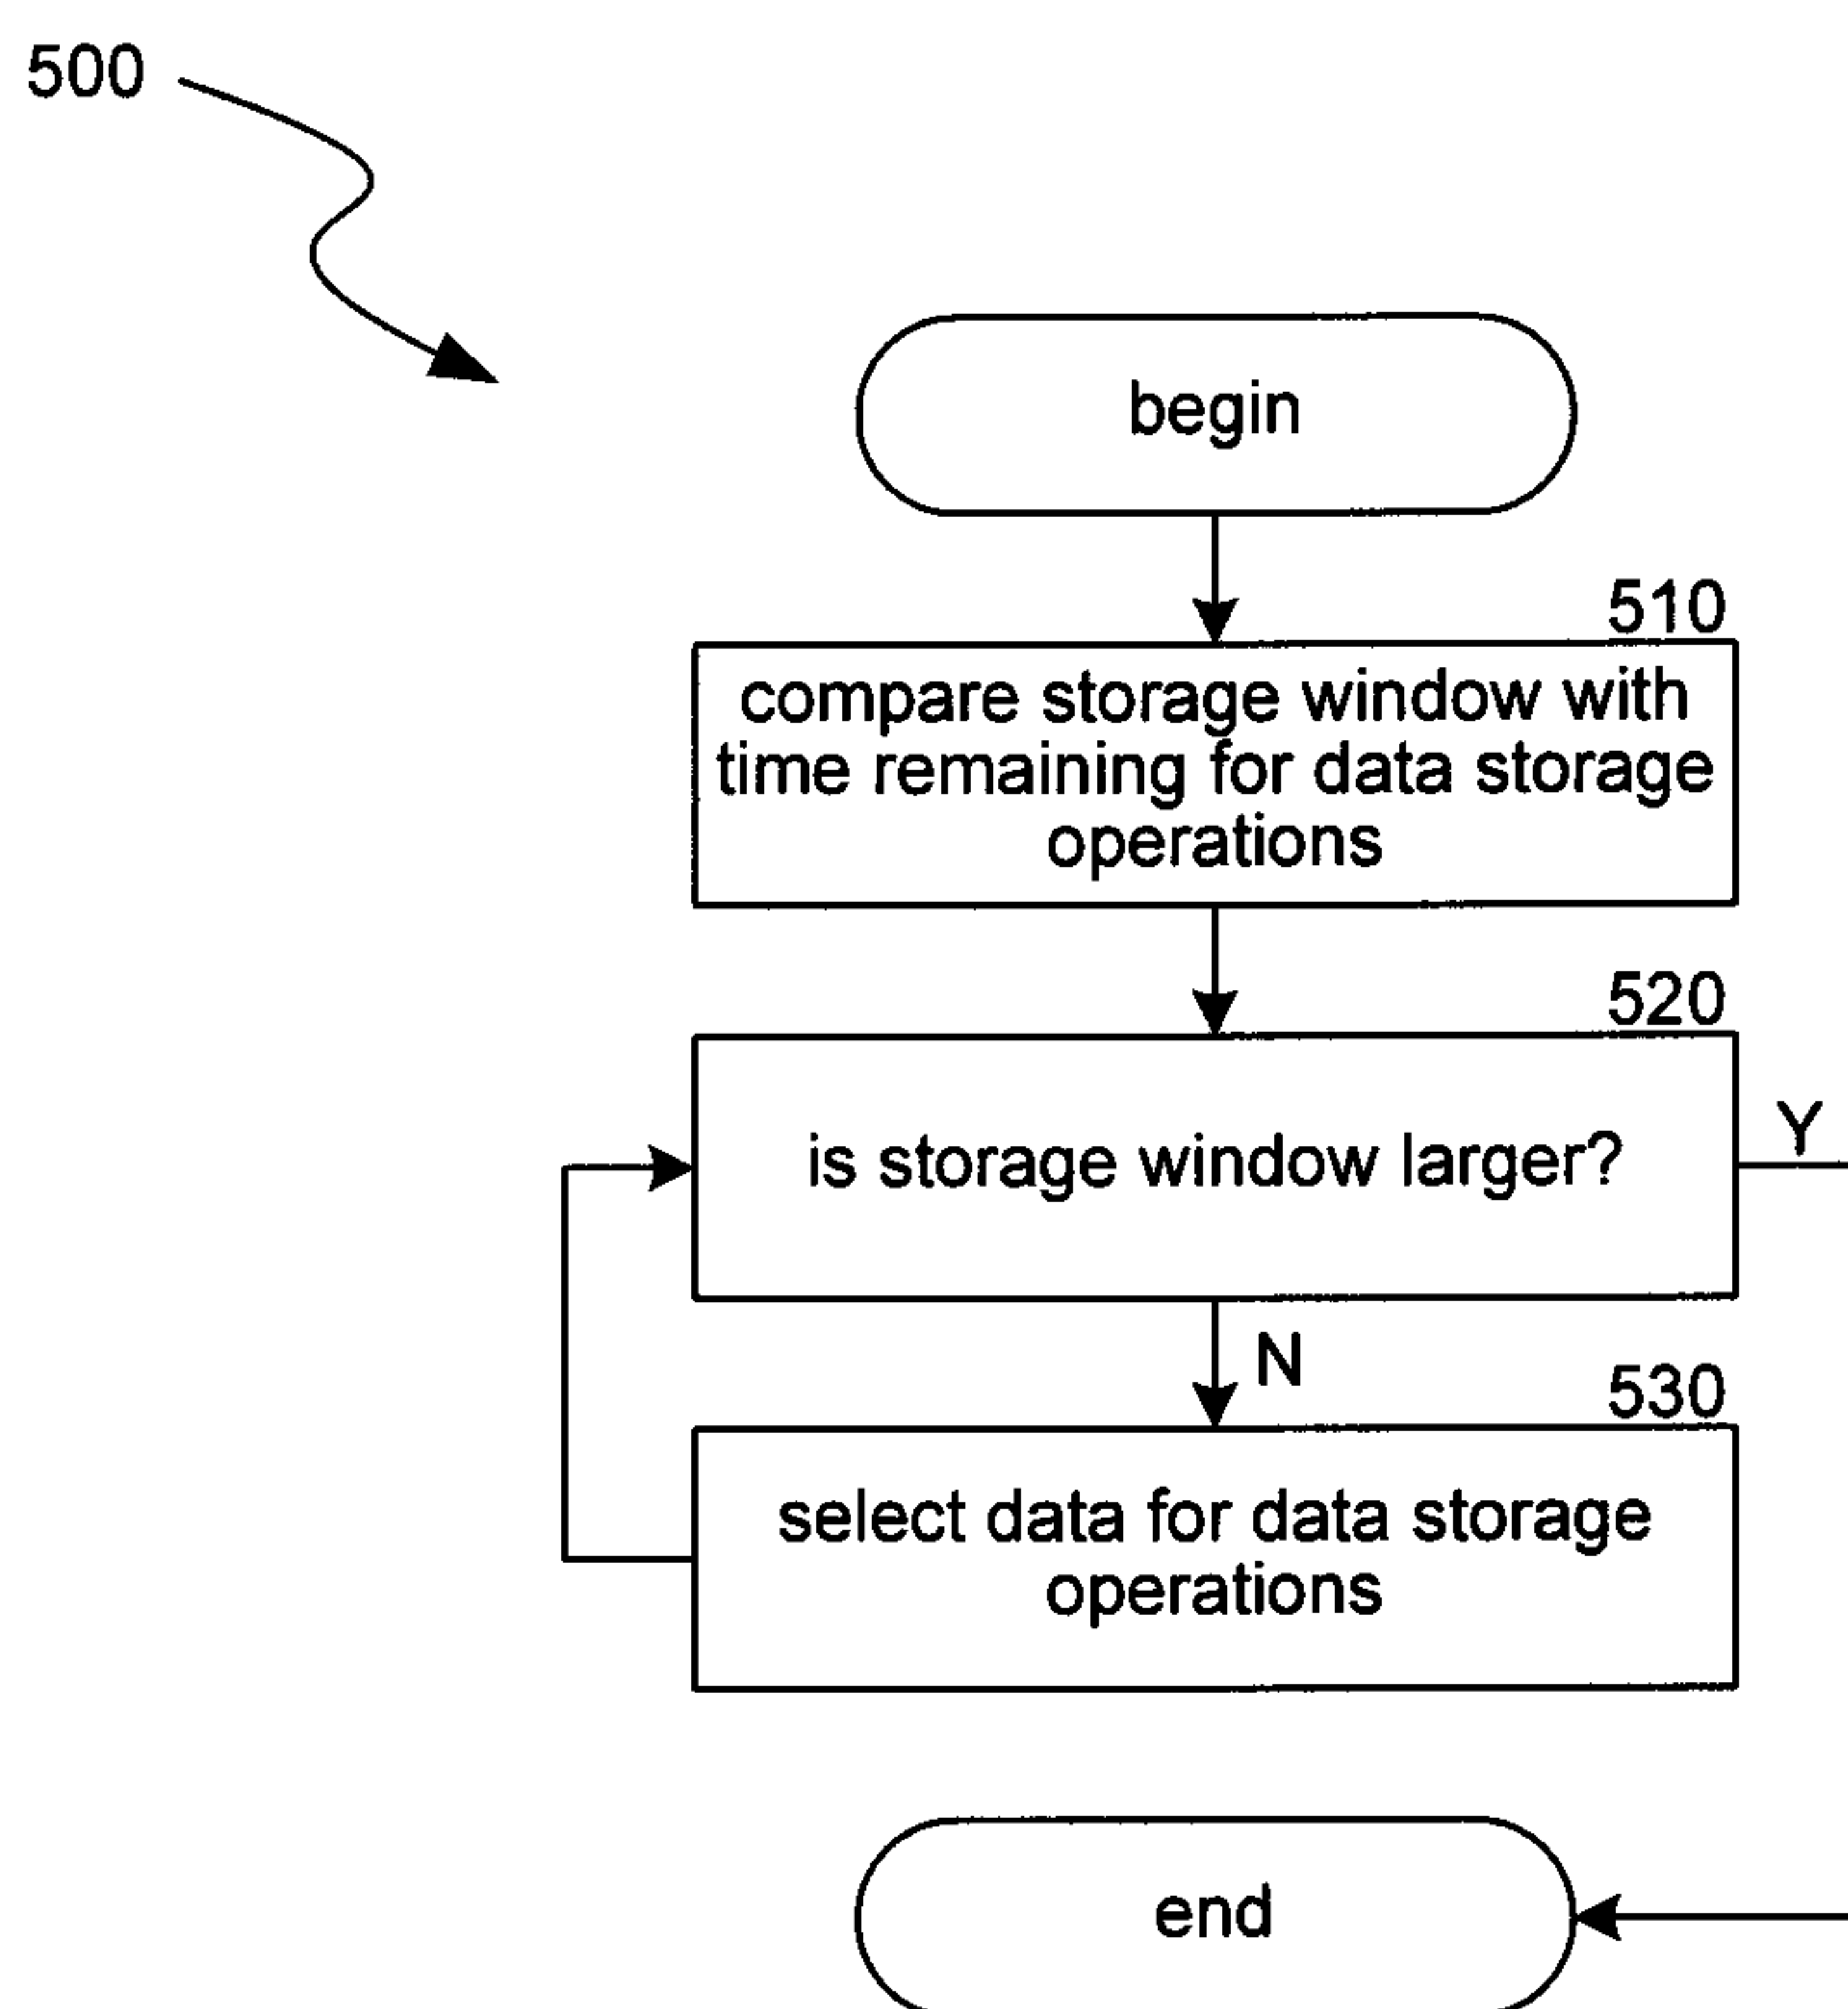 500
begin
510
compare storage window with
time remaining for data storage
operations
520
is storage window larger?
Y
N
530
select data for data storage
operations
end